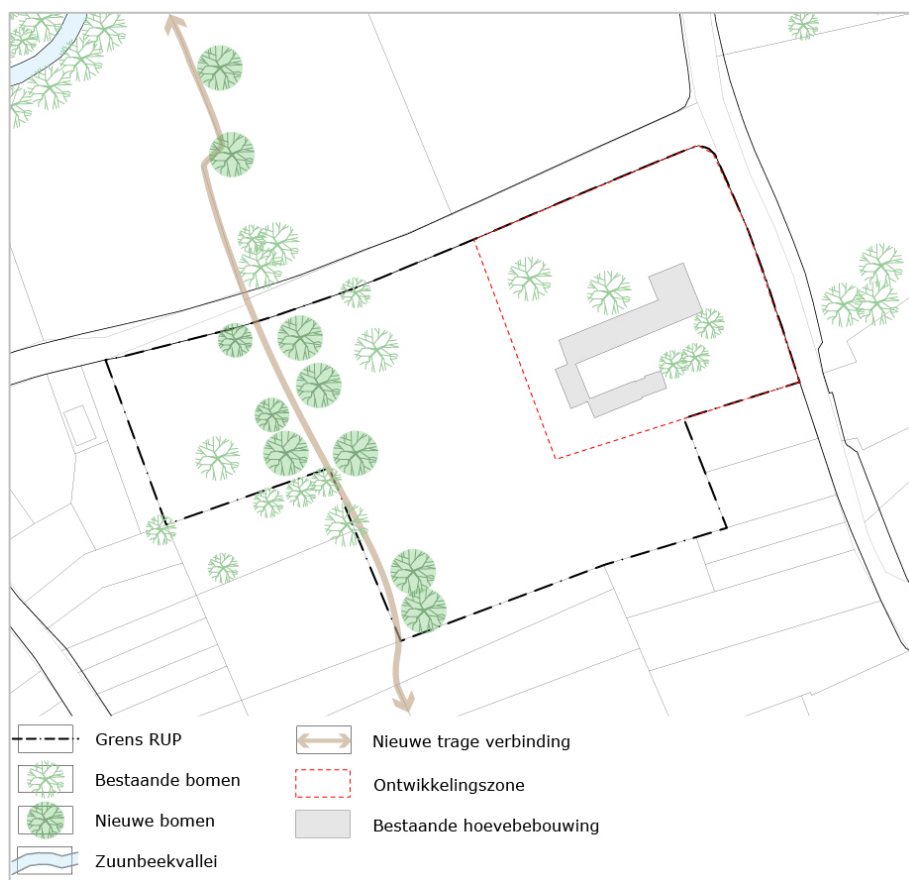 Grens RUP
Bestaande bomen
Nieuwe bomen
Zuunbeekvallei
Nieuwe trage verbinding
Ontwikkelingszone
Bestaande hoevebebouwing